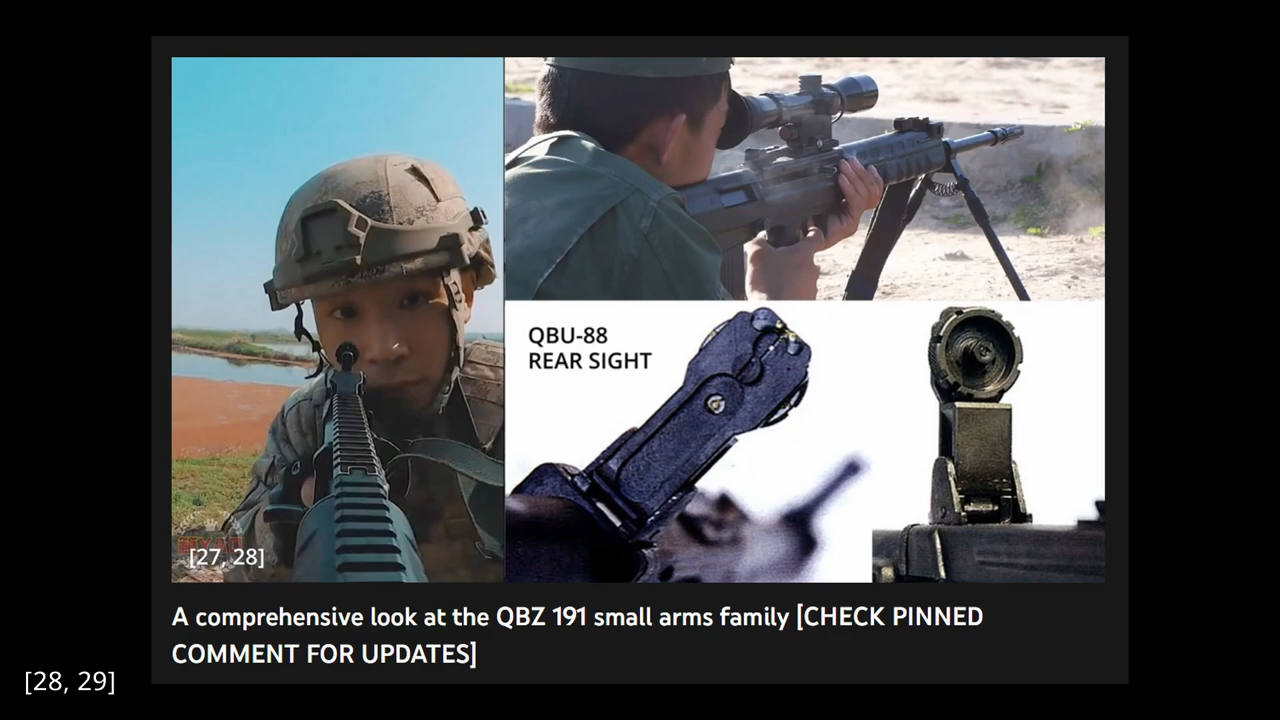 QBU-88
REAR SIGHT
[27, 28]
A comprehensive look at the QBZ 191 small arms family [CHECK PINNED
COMMENT FOR UPDATES]
[28, 29]